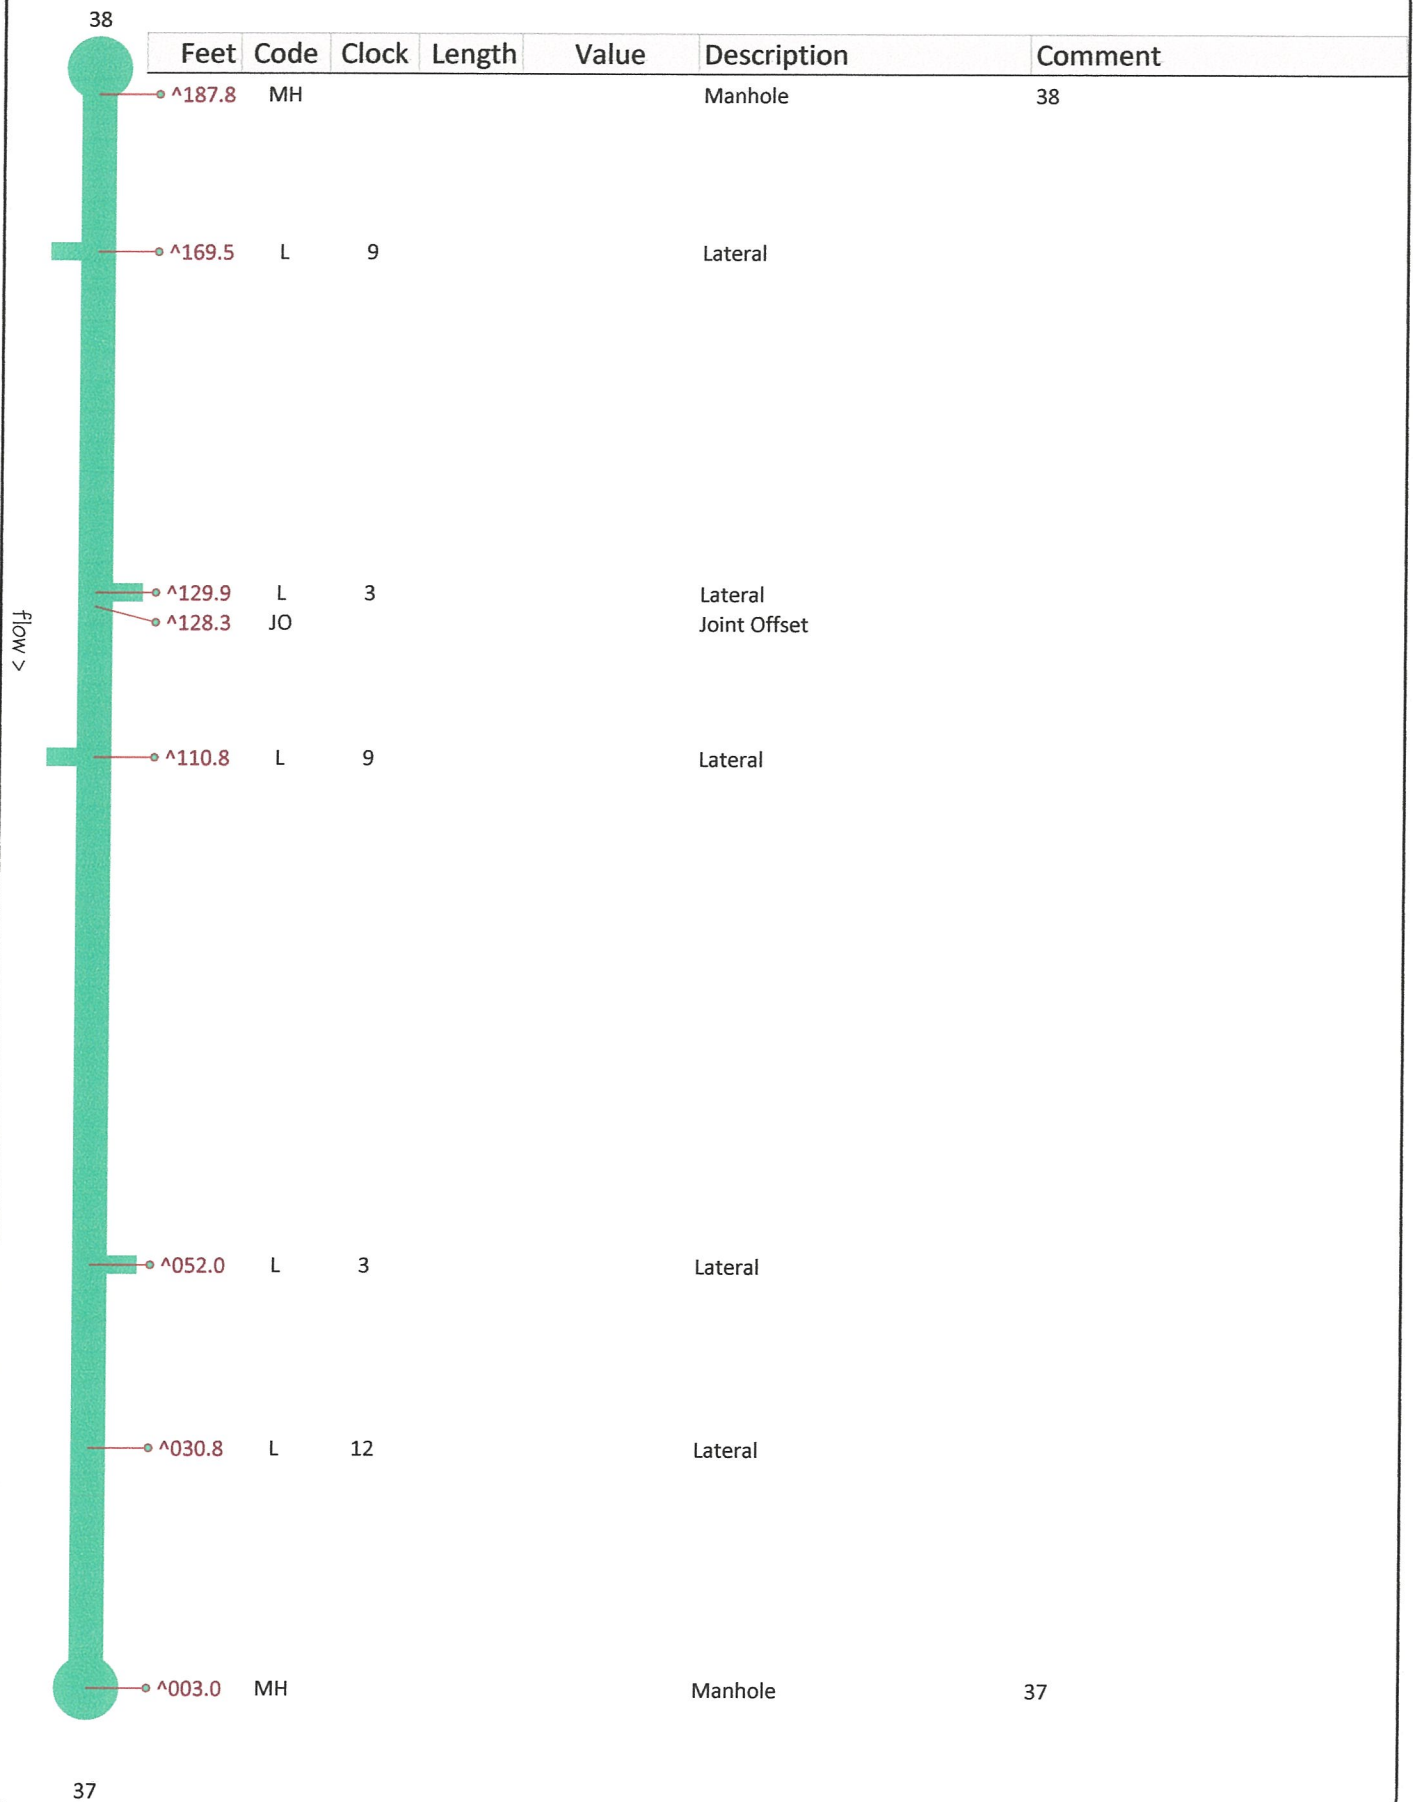 38
Feet Code Clock Length Value Description Comment
^187.8 MH Manhole 38
^169.5 L 9 Lateral
^129.9 L 3 Lateral
^128.3 JO Joint Offset
flow >
^110.8 L 9 Lateral
^052.0 L 3 Lateral
^030.8 L 12 Lateral
^003.0 MH Manhole 37
37